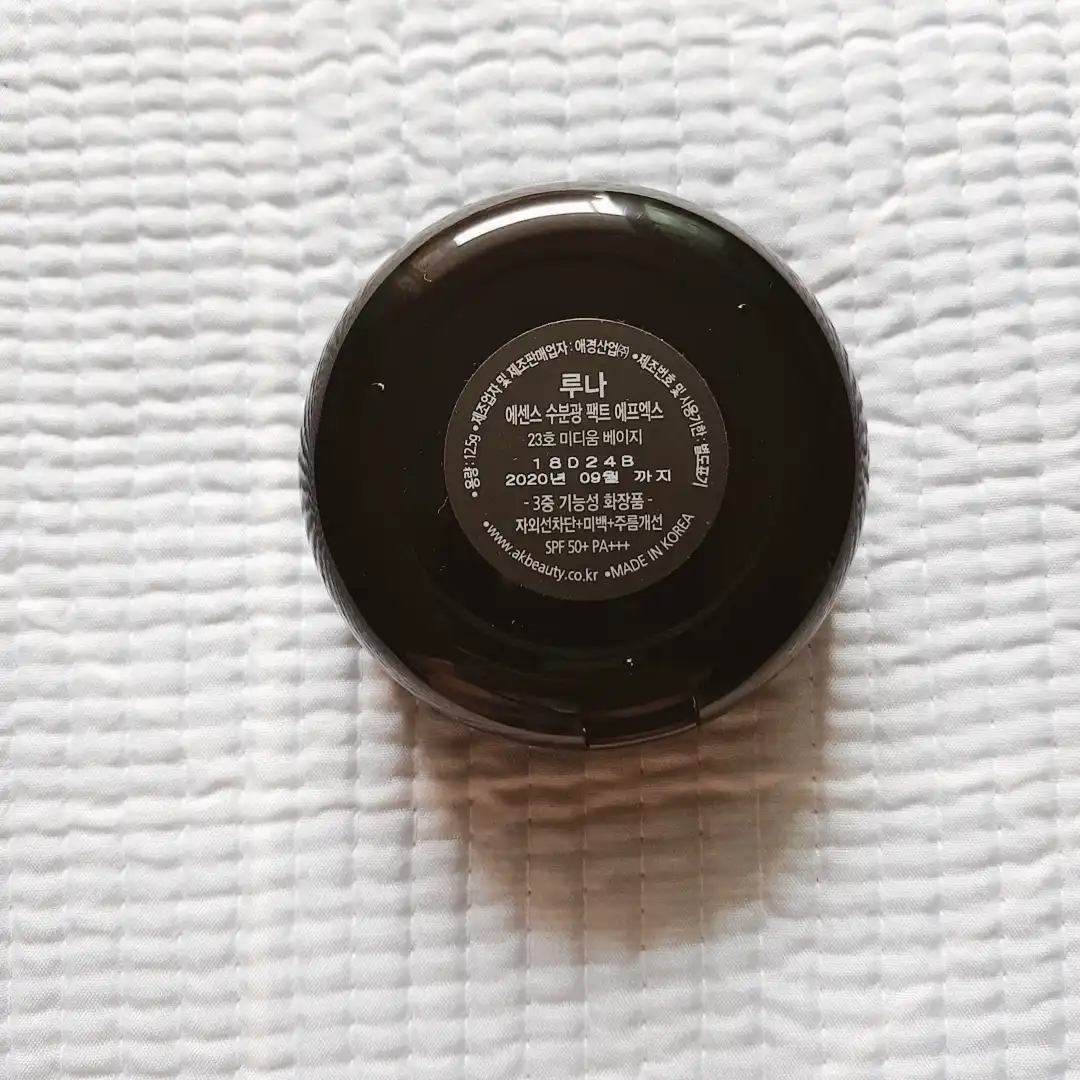 •용량 : 12.5g •제조업자 및 제조판매업자 : 애경산업㈜ •제조번호 및 사용기한 : 별도표기
루나
에센스 수분광 팩트 에프엑스
23호 미디움 베이지
18D24B
2020년 09월 까지
- 3중 기능성 화장품 -
자외선차단+미백+주름개선
SPF 50+ PA+++
•www.akbeauty.co.kr •MADE IN KOREA